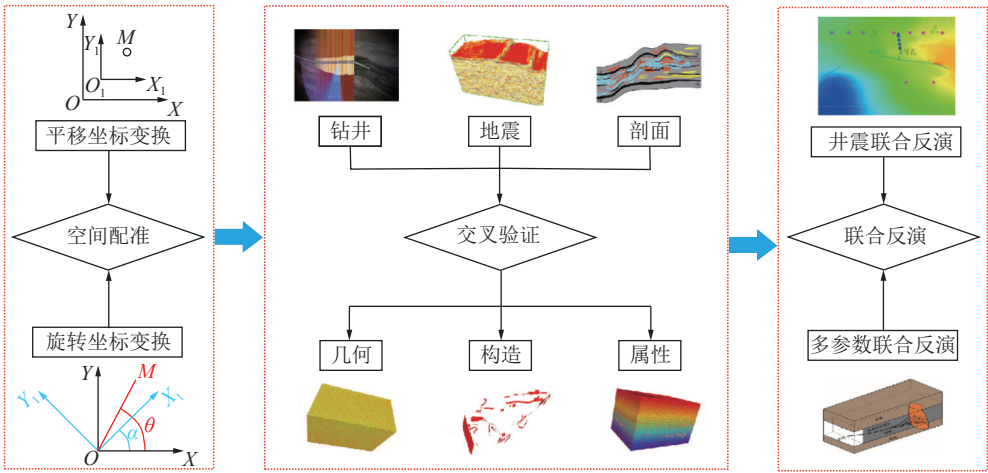 Y
Y1
M
O1
X1
O
X
平移坐标变换
空间配准
旋转坐标变换
Y
M
Y1
X1
θ
α
O
X
钻井
地震
剖面
交叉验证
几何
构造
属性
井震联合反演
联合反演
多参数联合反演